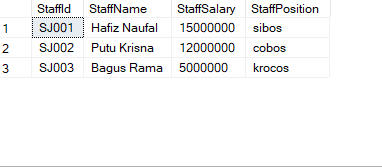 StaffId StaffName StaffSalary StaffPosition
1 SJ001 Hafiz Naufal 15000000 sibos
2 SJ002 Putu Krisna 12000000 cobos
3 SJ003 Bagus Rama 5000000 krocos